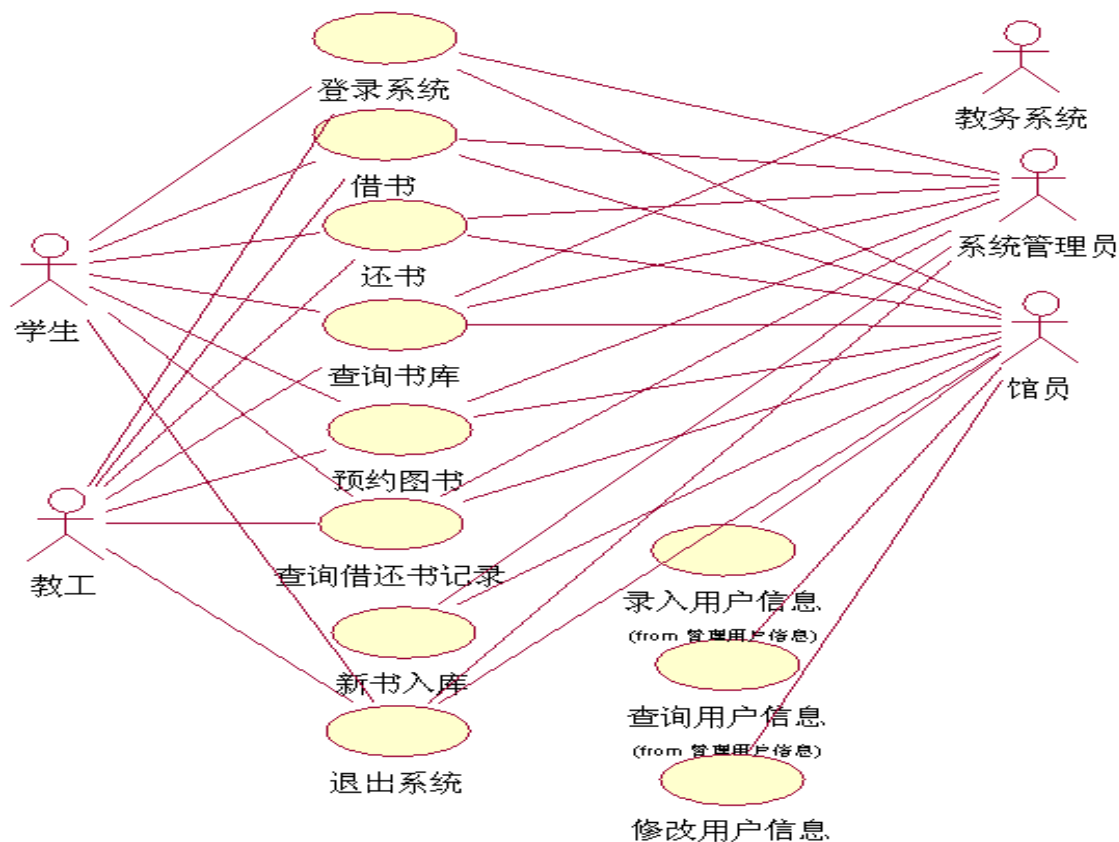 登录系统
教务系统
借书
系统管理员
还书
学生
查询书库
馆员
预约图书
教工
查询借还书记录
录入用户信息
(from 管理用户信息)
新书入库
查询用户信息
(from 管理用户信息)
退出系统
修改用户信息